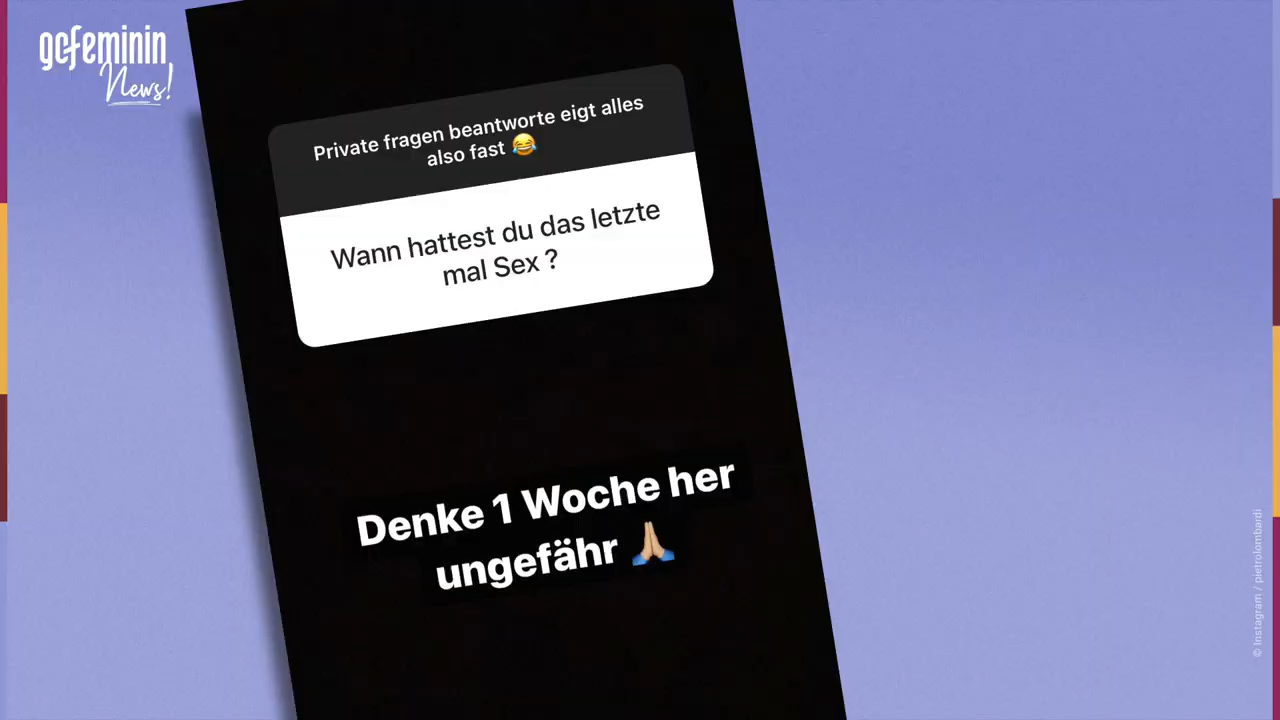 gofeminin
News!
Private fragen beantworte eigt alles
also fast 😂
Wann hattest du das letzte
mal Sex ?
Denke 1 Woche her
ungefähr 🙏🏼
© Instagram / pietrolombardi